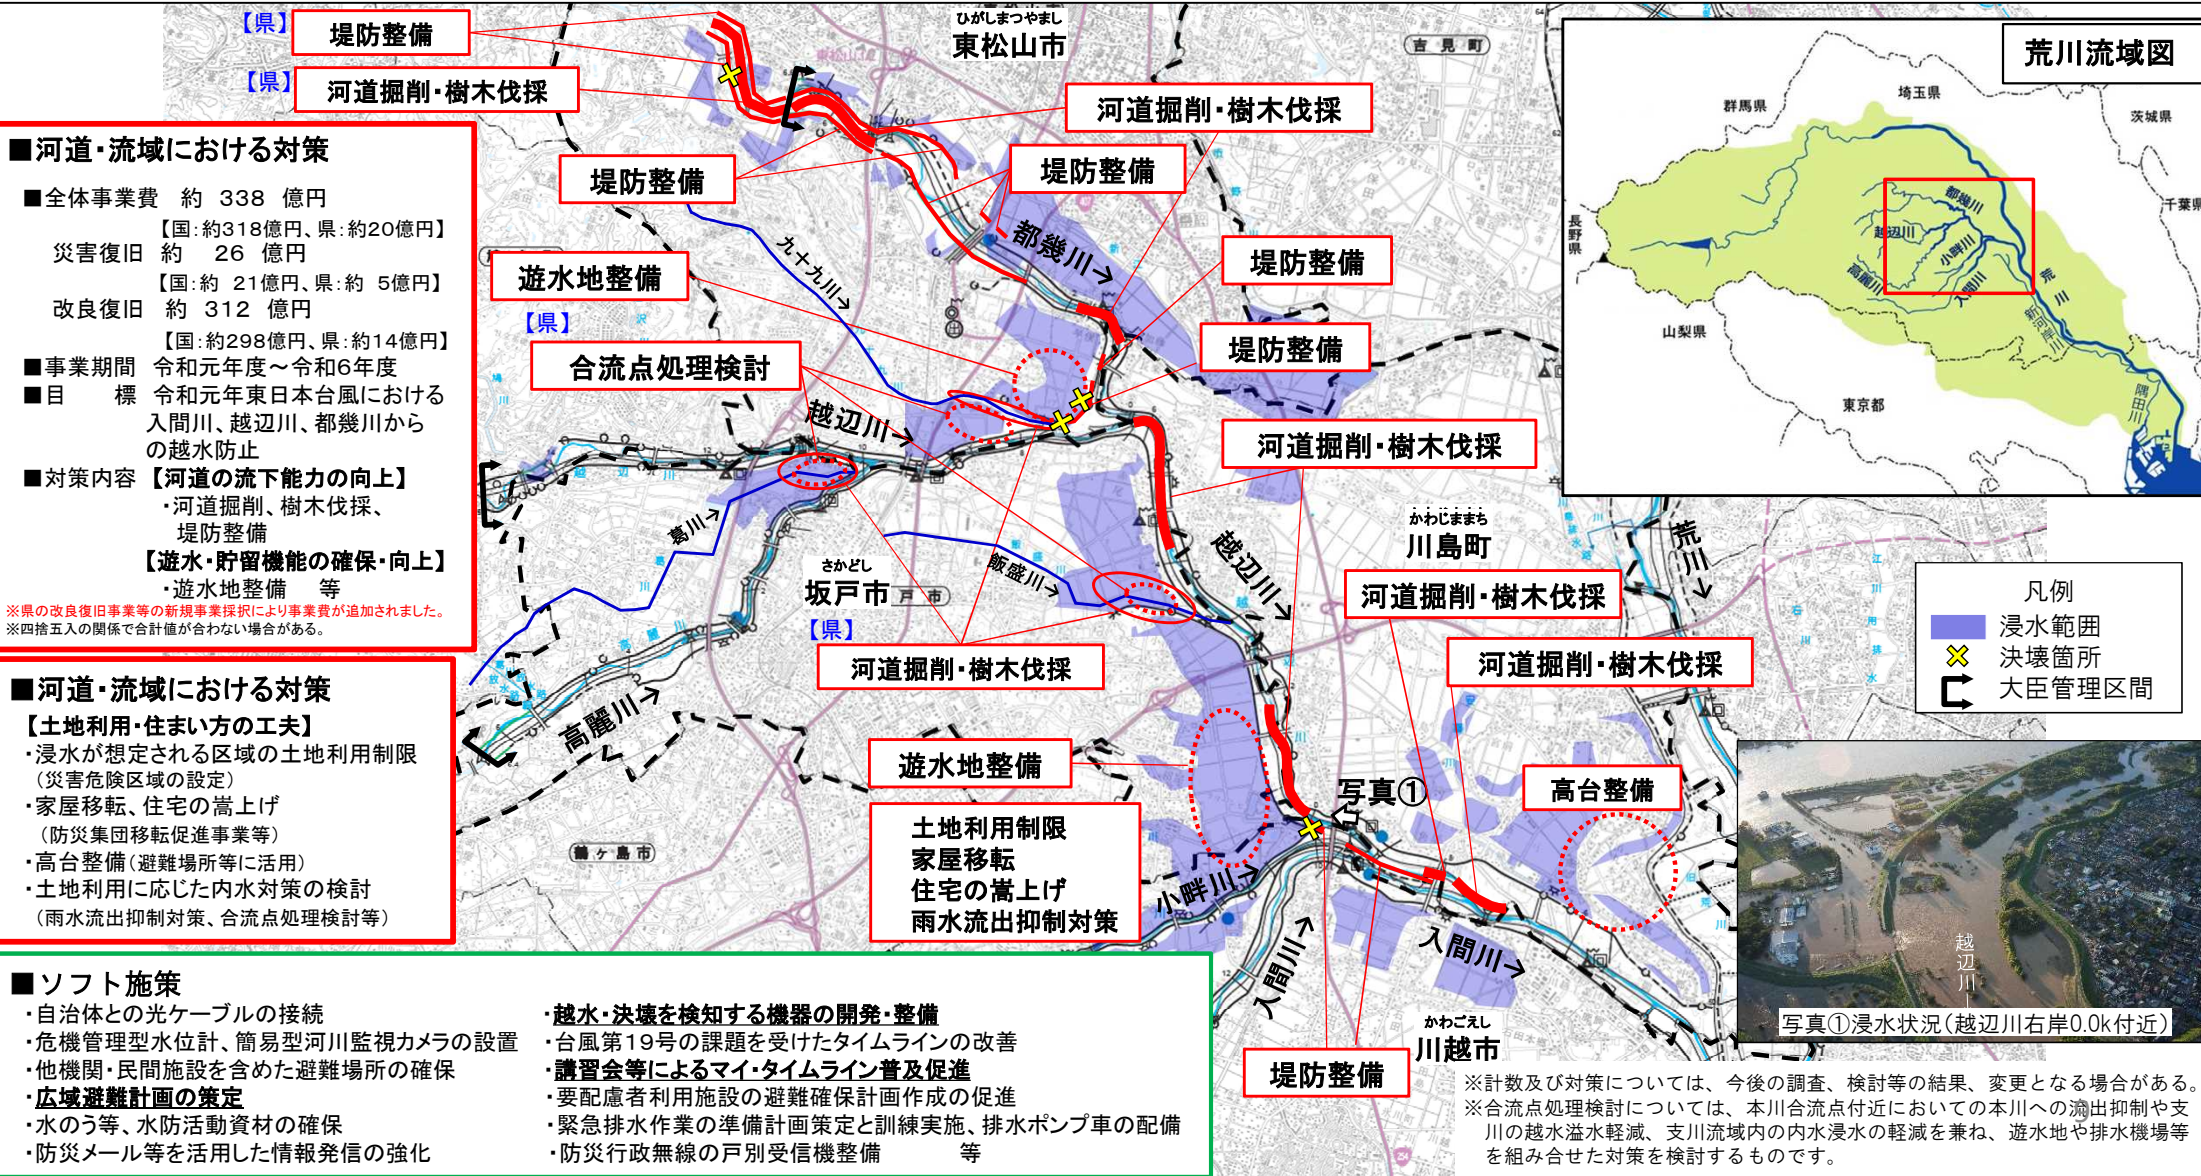 【県】
堤防整備
【県】
河道掘削・樹木伐採
ひがしまつやまし
東松山市
吉見町
河道掘削・樹木伐採
堤防整備
堤防整備
遊水地整備
【県】
合流点処理検討
九十九川→
都幾川→
堤防整備
堤防整備
越辺川→
河道掘削・樹木伐採
葛川→
さかどし
坂戸市
【県】
飯盛川→
越辺川→
かわじままち
川島町
荒川→
河道掘削・樹木伐採
河道掘削・樹木伐採
河道掘削・樹木伐採
高麗川→
鶴ヶ島市
遊水地整備
土地利用制限
家屋移転
住宅の嵩上げ
雨水流出抑制対策
写真①
高台整備
小畔川→
入間川→
入間川→
かわごえし
川越市
堤防整備
254
荒川流域図
群馬県
埼玉県
茨城県
千葉県
長野県
山梨県
東京都
都幾川
越辺川
小畔川
高麗川
入間川
荒川
新河岸川
隅田川
凡例
浸水範囲
決壊箇所
大臣管理区間
越辺川
写真①浸水状況(越辺川右岸0.0k付近)
■河道・流域における対策
■全体事業費 約 338 億円
【国：約318億円、県：約20億円】
災害復旧 約 26 億円
【国：約 21億円、県：約 5億円】
改良復旧 約 312 億円
【国：約298億円、県：約14億円】
■事業期間 令和元年度～令和6年度
■目 標 令和元年東日本台風における
入間川、越辺川、都幾川から
の越水防止
■対策内容 【河道の流下能力の向上】
・河道掘削、樹木伐採、
堤防整備
【遊水・貯留機能の確保・向上】
・遊水地整備 等
※県の改良復旧事業等の新規事業採択により事業費が追加されました。
※四捨五入の関係で合計値が合わない場合がある。
■河道・流域における対策
【土地利用・住まい方の工夫】
・浸水が想定される区域の土地利用制限
(災害危険区域の設定)
・家屋移転、住宅の嵩上げ
(防災集団移転促進事業等)
・高台整備(避難場所等に活用)
・土地利用に応じた内水対策の検討
(雨水流出抑制対策、合流点処理検討等)
■ソフト施策
・自治体との光ケーブルの接続
・危機管理型水位計、簡易型河川監視カメラの設置
・他機関・民間施設を含めた避難場所の確保
・広域避難計画の策定
・水のう等、水防活動資材の確保
・防災メール等を活用した情報発信の強化
・越水・決壊を検知する機器の開発・整備
・台風第19号の課題を受けたタイムラインの改善
・講習会等によるマイ・タイムライン普及促進
・要配慮者利用施設の避難確保計画作成の促進
・緊急排水作業の準備計画策定と訓練実施、排水ポンプ車の配備
・防災行政無線の戸別受信機整備 等
※計数及び対策については、今後の調査、検討等の結果、変更となる場合がある。
※合流点処理検討については、本川合流点付近においての本川への流出抑制や支
川の越水溢水軽減、支川流域内の内水浸水の軽減を兼ね、遊水地や排水機場等
を組み合せた対策を検討するものです。